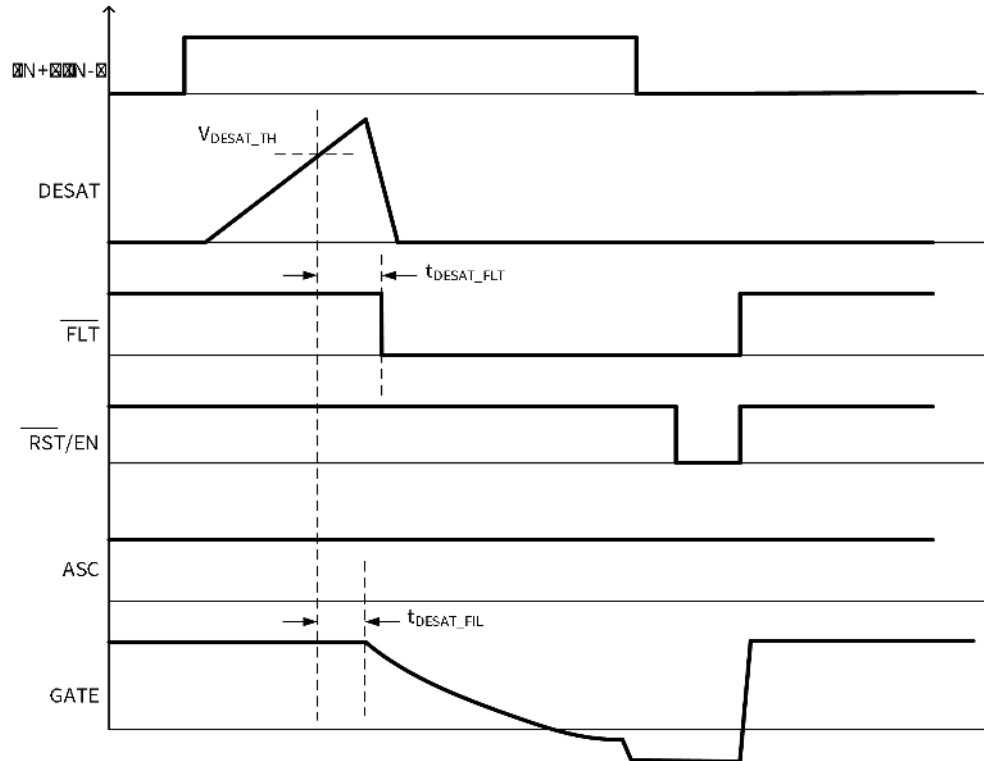 V_DESAT_TH
DESAT
t_DESAT_FLT
FLT
RST/EN
ASC
t_DESAT_FIL
GATE